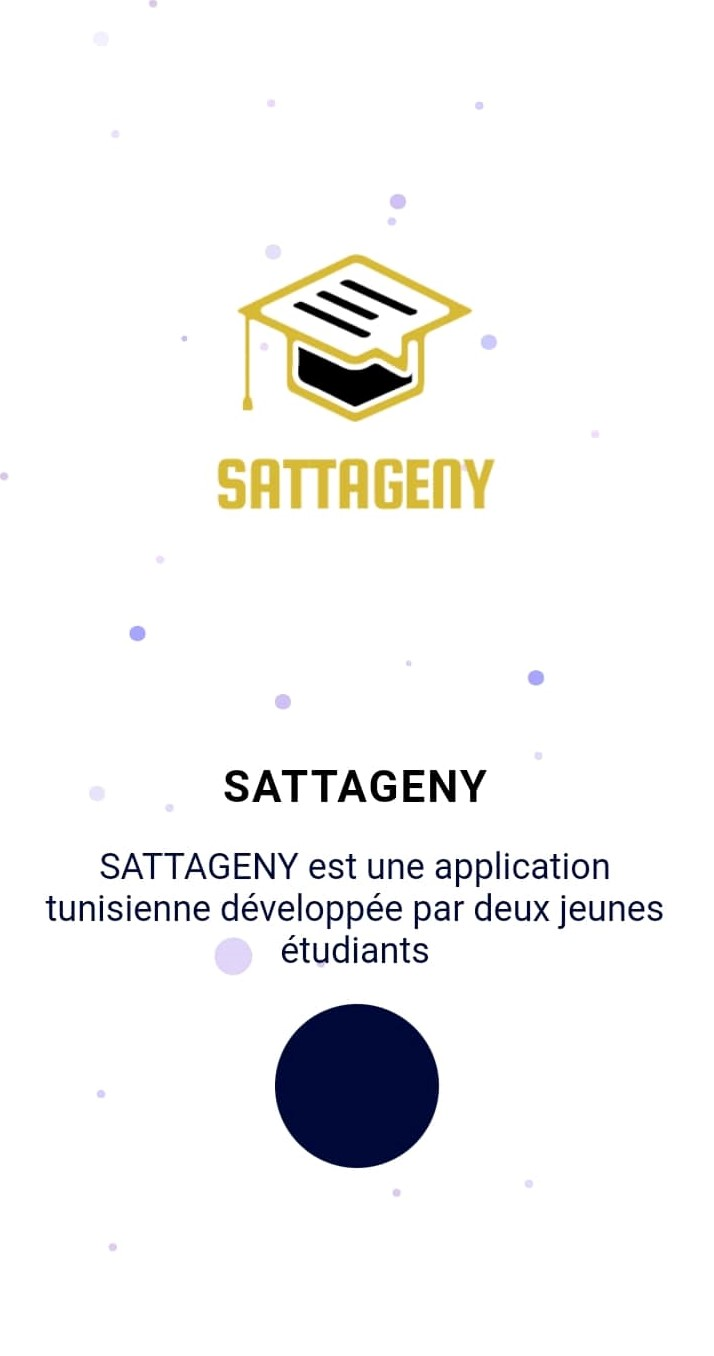 SATTAGENY
SATTAGENY
SATTAGENY est une application
tunisienne développée par deux jeunes
étudiants